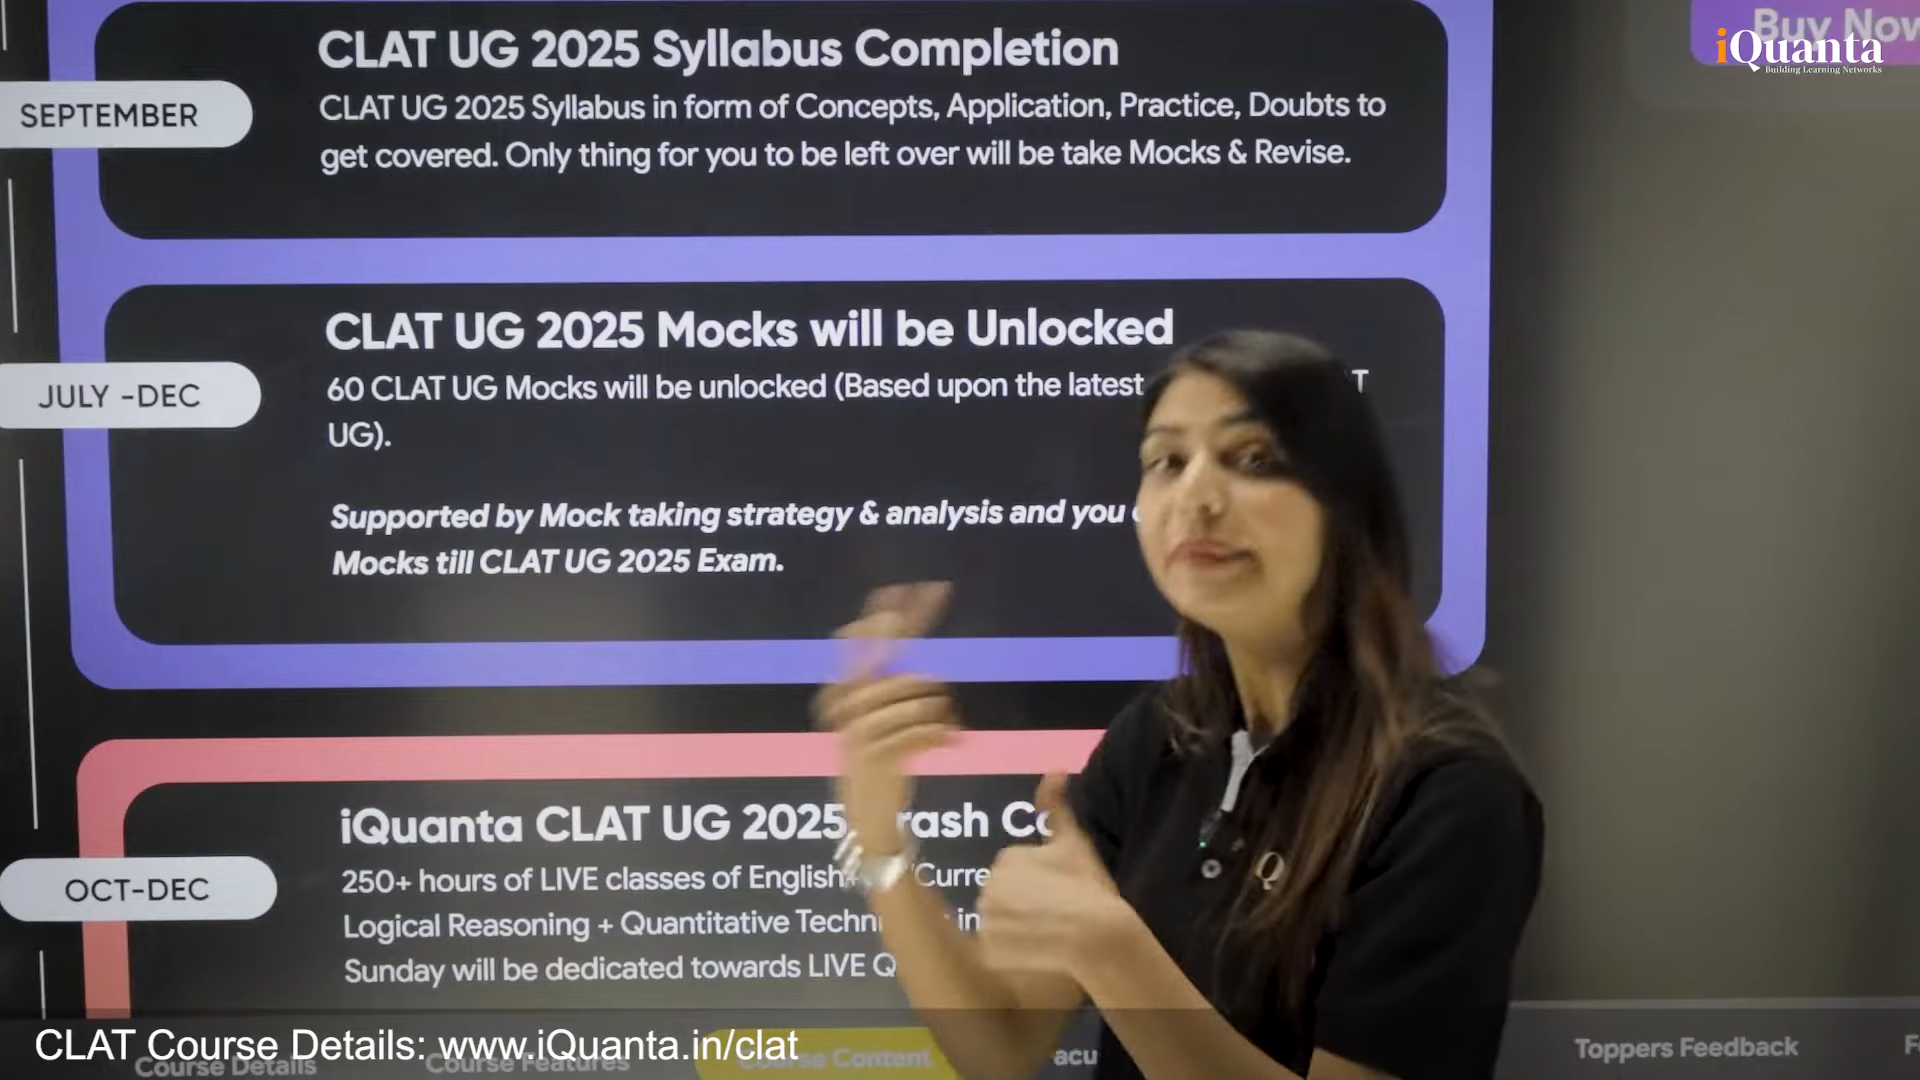 Buy Now
iQuanta
Building Learning Networks
CLAT UG 2025 Syllabus Completion
SEPTEMBER
CLAT UG 2025 Syllabus in form of Concepts, Application, Practice, Doubts to
get covered. Only thing for you to be left over will be take Mocks & Revise.
CLAT UG 2025 Mocks will be Unlocked
JULY -DEC
60 CLAT UG Mocks will be unlocked (Based upon the latest
UG).
Supported by Mock taking strategy & analysis and you
Mocks till CLAT UG 2025 Exam.
iQuanta CLAT UG 2025
OCT-DEC
250+ hours of LIVE classes of English
Logical Reasoning + Quantitative
Sunday will be dedicated towards LIVE
CLAT Course Details: www.iQuanta.in/clat
Course Details
Course Features
Course Content
Toppers Feedback
Q